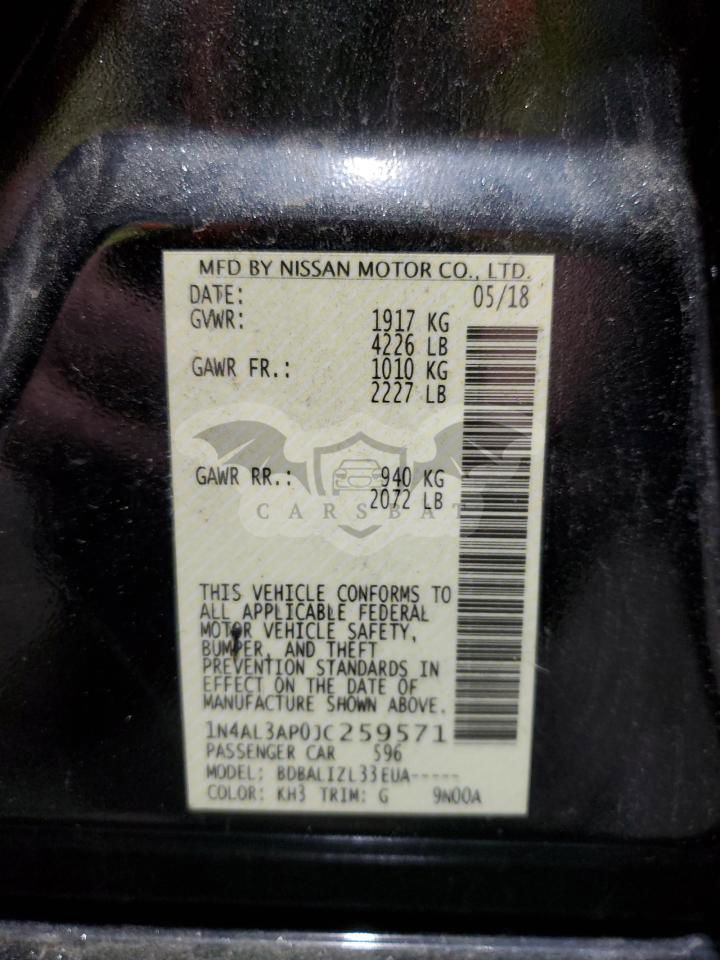 MFD BY NISSAN MOTOR CO., LTD.
DATE: 05/18
GVWR: 1917 KG
4226 LB
GAWR FR.: 1010 KG
2227 LB
GAWR RR.: 940 KG
2072 LB
CARSBAT
THIS VEHICLE CONFORMS TO
ALL APPLICABLE FEDERAL
MOTOR VEHICLE SAFETY,
BUMPER, AND THEFT
PREVENTION STANDARDS IN
EFFECT ON THE DATE OF
MANUFACTURE SHOWN ABOVE.
1N4AL3AP0JC259571
PASSENGER CAR 596
MODEL: BDBALIZL33EUA-----
COLOR: KH3 TRIM: G 9N00A